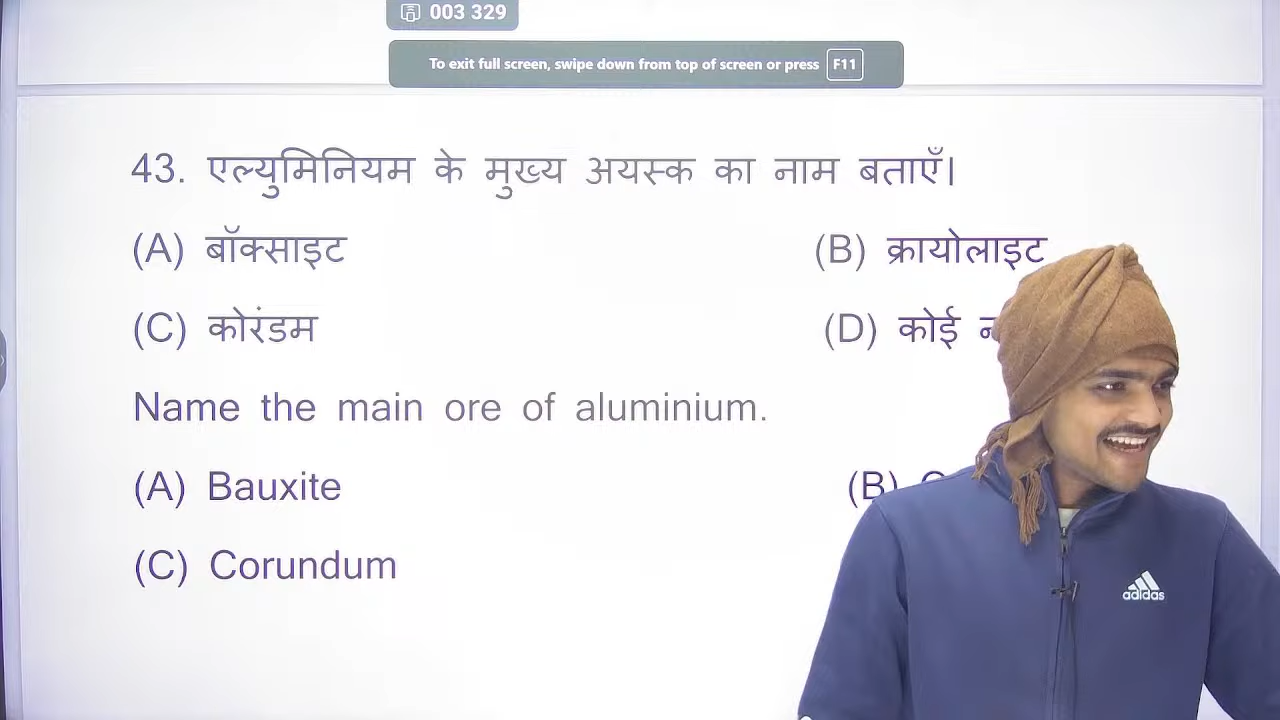 003 329
To exit full screen, swipe down from top of screen or press F11
43. एल्युमिनियम के मुख्य अयस्क का नाम बताएँ।
(A) बॉक्साइट (B) क्रायोलाइट
(C) कोरंडम (D) कोई
Name the main ore of aluminium.
(A) Bauxite (B)
(C) Corundum
adidas